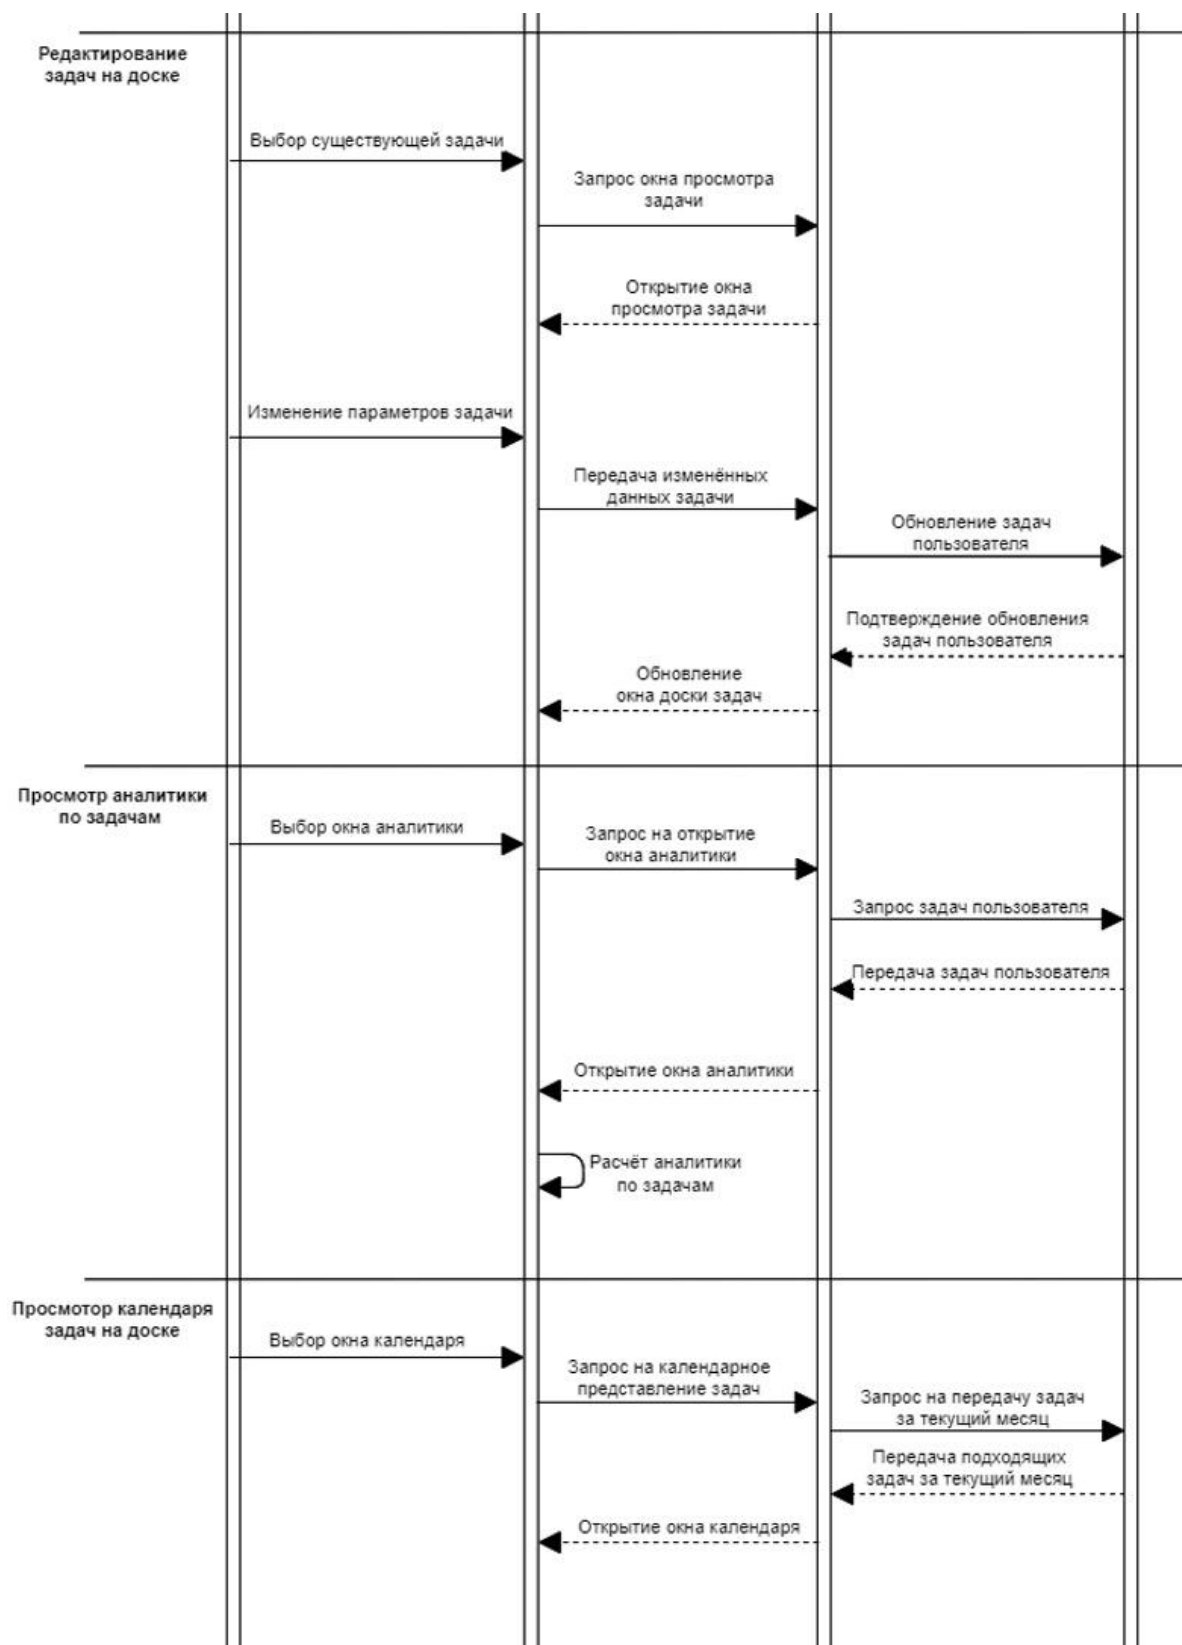 Редактирование
задач на доске
Выбор существующей задачи
Запрос окна просмотра
задачи
Открытие окна
просмотра задачи
Изменение параметров задачи
Передача изменённых
данных задачи
Обновление задач
пользователя
Подтверждение обновления
задач пользователя
Обновление
окна доски задач
Просмотр аналитики
по задачам
Выбор окна аналитики
Запрос на открытие
окна аналитики
Запрос задач пользователя
Передача задач пользователя
Открытие окна аналитики
Расчёт аналитики
по задачам
Просмотор календаря
задач на доске
Выбор окна календаря
Запрос на календарное
представление задач
Запрос на передачу задач
за текущий месяц
Передача подходящих
задач за текущий месяц
Открытие окна календаря